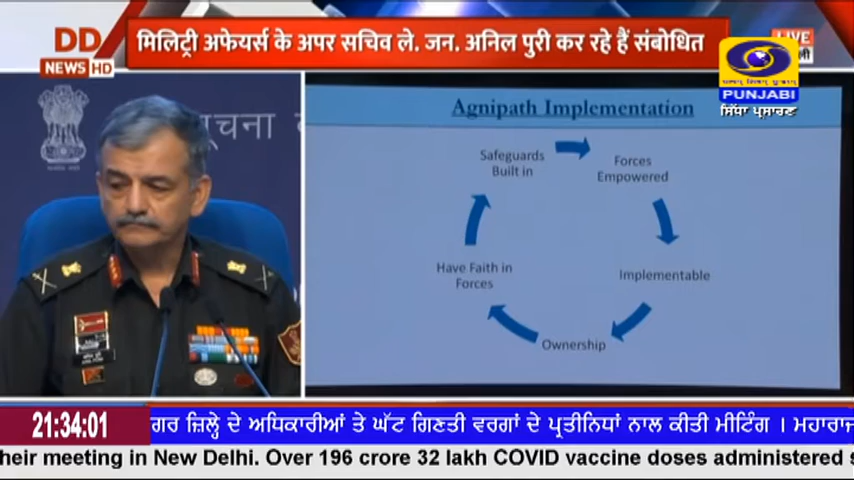 DD
NEWS HD
मिलिट्री अफेयर्स के अपर सचिव ले. जन. अनिल पुरी कर रहे हैं संबोधित
LIVE
PUNJABI
ਸਿੱਧਾ ਪ੍ਰਸਾਰਣ
सूचना
Agnipath Implementation
Safeguards
Built in
Forces
Empowered
Implementable
Ownership
Have Faith in
Forces
21:34:01
ਗਰ ਜ਼ਿਲ੍ਹੇ ਦੇ ਅਧਿਕਾਰੀਆਂ ਤੇ ਘੱਟ ਗਿਣਤੀ ਵਰਗਾਂ ਦੇ ਪ੍ਰਤੀਨਿਧਾਂ ਨਾਲ ਕੀਤੀ ਮੀਟਿੰਗ । ਮਹਾਰਾਜ
heir meeting in New Delhi. Over 196 crore 32 lakh COVID vaccine doses administered s